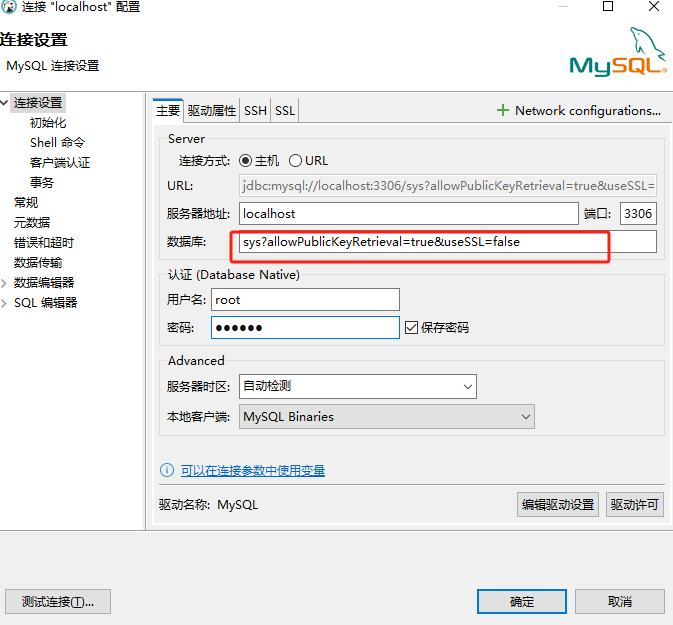 连接 "localhost" 配置
连接设置
MySQL 连接设置
MySQL®
连接设置
初始化
Shell 命令
客户端认证
事务
常规
元数据
错误和超时
数据传输
数据编辑器
SQL 编辑器
主要 驱动属性 SSH SSL
Network configurations...
Server
连接方式: 主机 URL
URL: jdbc:mysql://localhost:3306/sys?allowPublicKeyRetrieval=true&useSSL=
服务器地址: localhost 端口: 3306
数据库: sys?allowPublicKeyRetrieval=true&useSSL=false
认证 (Database Native)
用户名: root
密码: ●●●●●● 保存密码
Advanced
服务器时区: 自动检测
本地客户端: MySQL Binaries
可以在连接参数中使用变量
驱动名称: MySQL 编辑驱动设置 驱动许可
测试连接(T)... 确定 取消